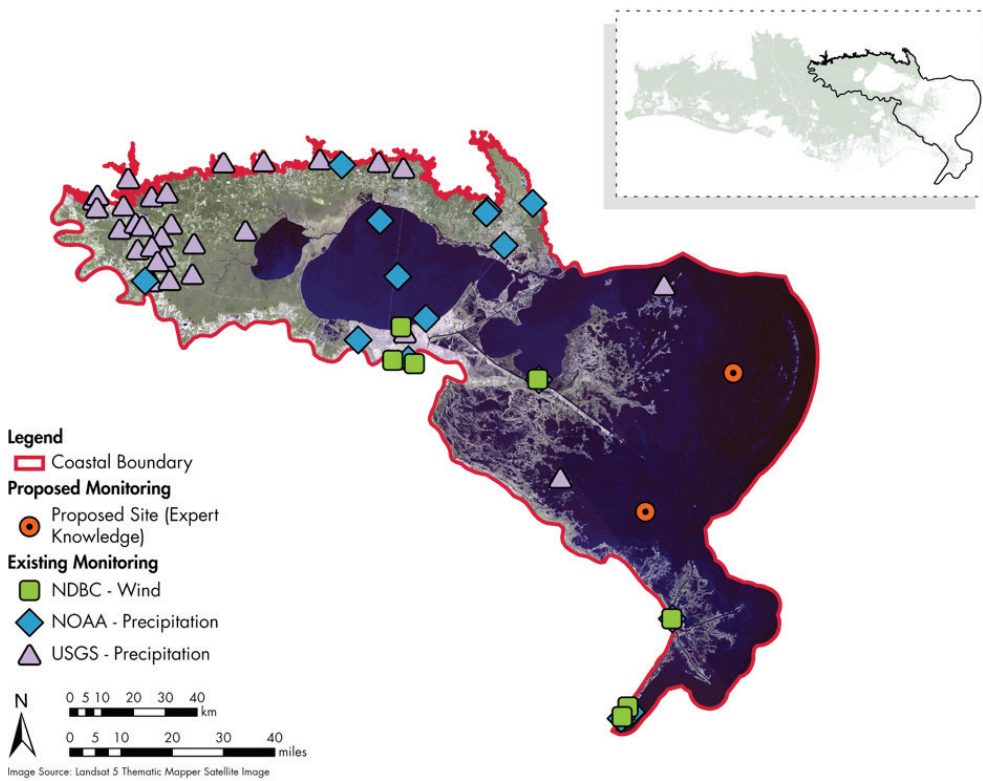 Legend
Coastal Boundary
Proposed Monitoring
Proposed Site (Expert
Knowledge)
Existing Monitoring
NDBC - Wind
NOAA - Precipitation
USGS - Precipitation
N
0 5 10 20 30 40
km
0 5 10 20 30 40
miles
Image Source: Landsat 5 Thematic Mapper Satellite Image